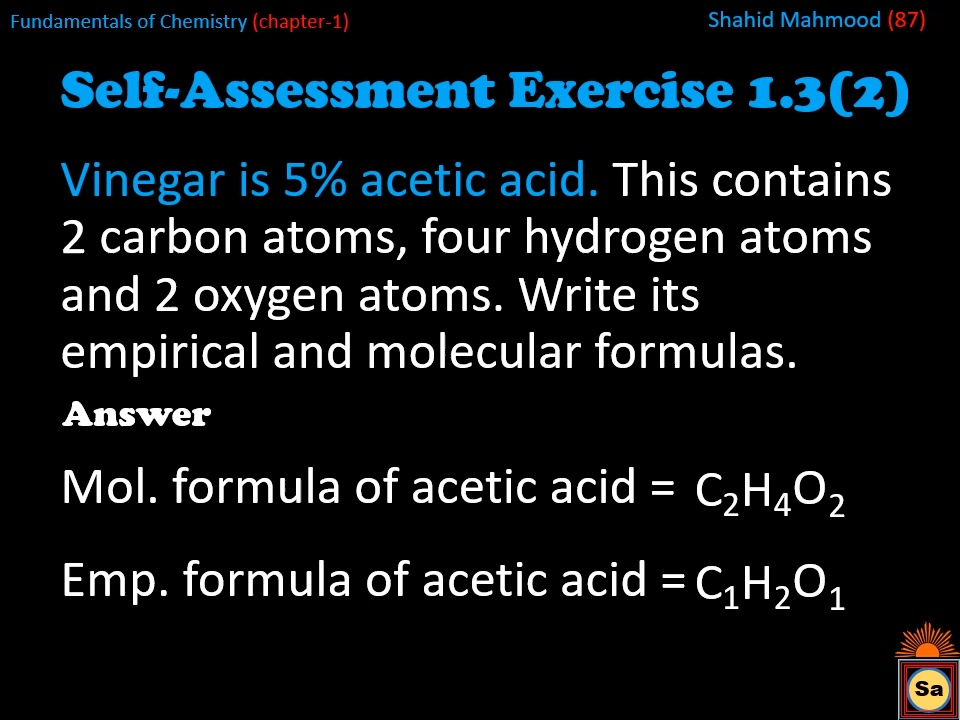 Fundamentals of Chemistry (chapter-1) Shahid Mahmood (87)
Self-Assessment Exercise 1.3(2)
Vinegar is 5% acetic acid. This contains
2 carbon atoms, four hydrogen atoms
and 2 oxygen atoms. Write its
empirical and molecular formulas.
Answer
Mol. formula of acetic acid = C₂H₄O₂
Emp. formula of acetic acid = C₁H₂O₁
Sa